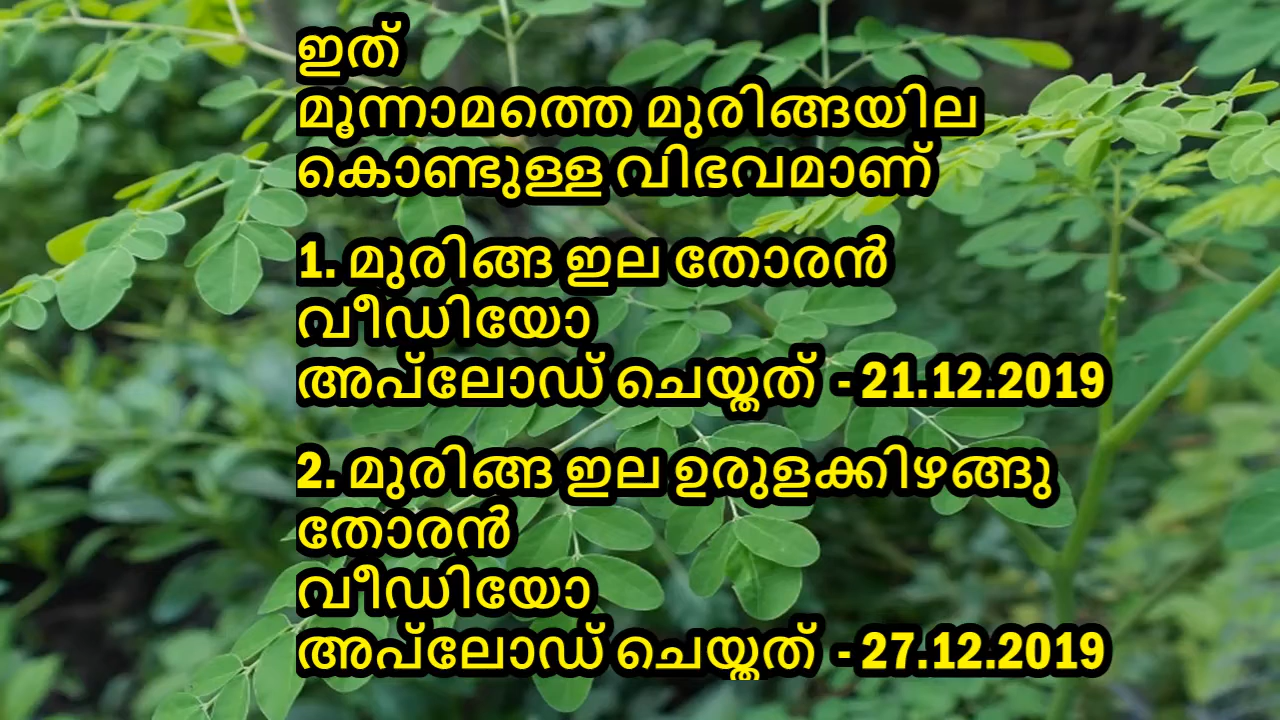 ഇത്
മൂന്നാമത്തെ മുരിങ്ങയില
കൊണ്ടുള്ള വിഭവമാണ്
1. മുരിങ്ങ ഇല തോരൻ
വീഡിയോ
അപ്‌ലോഡ് ചെയ്തത് - 21.12.2019
2. മുരിങ്ങ ഇല ഉരുളക്കിഴങ്ങു
തോരൻ
വീഡിയോ
അപ്‌ലോഡ് ചെയ്തത് - 27.12.2019